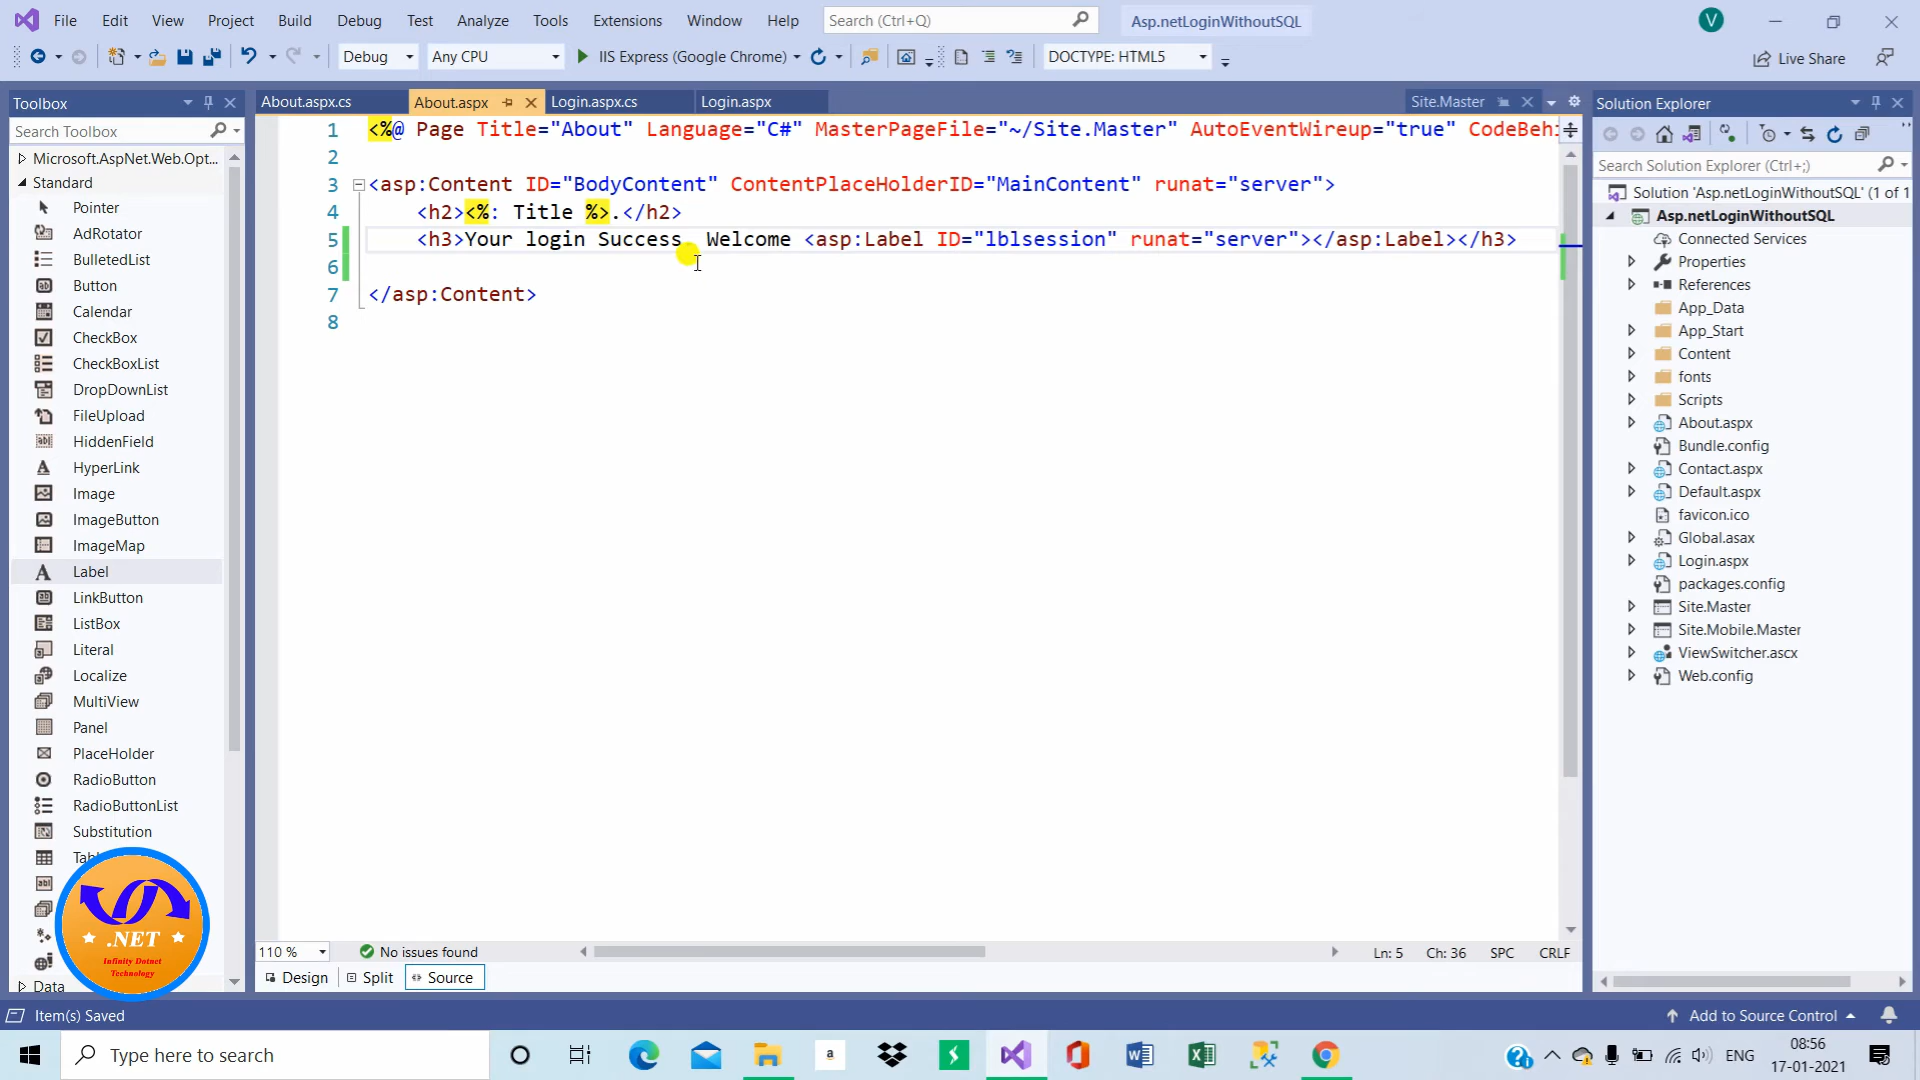 File Edit View Project Build Debug Test Analyze Tools Extensions Window Help Search (Ctrl+Q) Asp.netLoginWithoutSQL V
Debug Any CPU IIS Express (Google Chrome) DOCTYPE: HTML5 Live Share
Toolbox
Search Toolbox
Microsoft.AspNet.Web.Opt...
Standard
Pointer
AdRotator
BulletedList
Button
Calendar
CheckBox
CheckBoxList
DropDownList
FileUpload
HiddenField
HyperLink
Image
ImageButton
ImageMap
Label
LinkButton
ListBox
Literal
Localize
MultiView
Panel
PlaceHolder
RadioButton
RadioButtonList
Substitution
Data
.NET
Infinity Dotnet
Technology
About.aspx.cs About.aspx Login.aspx.cs Login.aspx Site.Master
1 <%@ Page Title="About" Language="C#" MasterPageFile="~/Site.Master" AutoEventWireup="true" CodeBehi
2
3 <asp:Content ID="BodyContent" ContentPlaceHolderID="MainContent" runat="server">
4 <h2><%: Title %>.</h2>
5 <h3>Your login Success Welcome <asp:Label ID="lblsession" runat="server"></asp:Label></h3>
6
7 </asp:Content>
8
110 % No issues found Ln: 5 Ch: 36 SPC CRLF
Design Split Source
Solution Explorer
Search Solution Explorer (Ctrl+;)
Solution 'Asp.netLoginWithoutSQL' (1 of 1
Asp.netLoginWithoutSQL
Connected Services
Properties
References
App_Data
App_Start
Content
fonts
Scripts
About.aspx
Bundle.config
Contact.aspx
Default.aspx
favicon.ico
Global.asax
Login.aspx
packages.config
Site.Master
Site.Mobile.Master
ViewSwitcher.ascx
Web.config
Item(s) Saved Add to Source Control
Type here to search ENG 08:56
17-01-2021